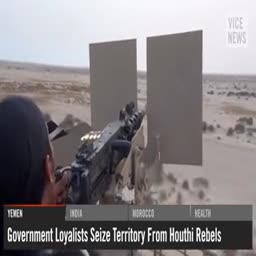 VICE
NEWS
YEMEN INDIA MOROCCO HEALTH
Government Loyalists Seize Territory From Houthi Rebels